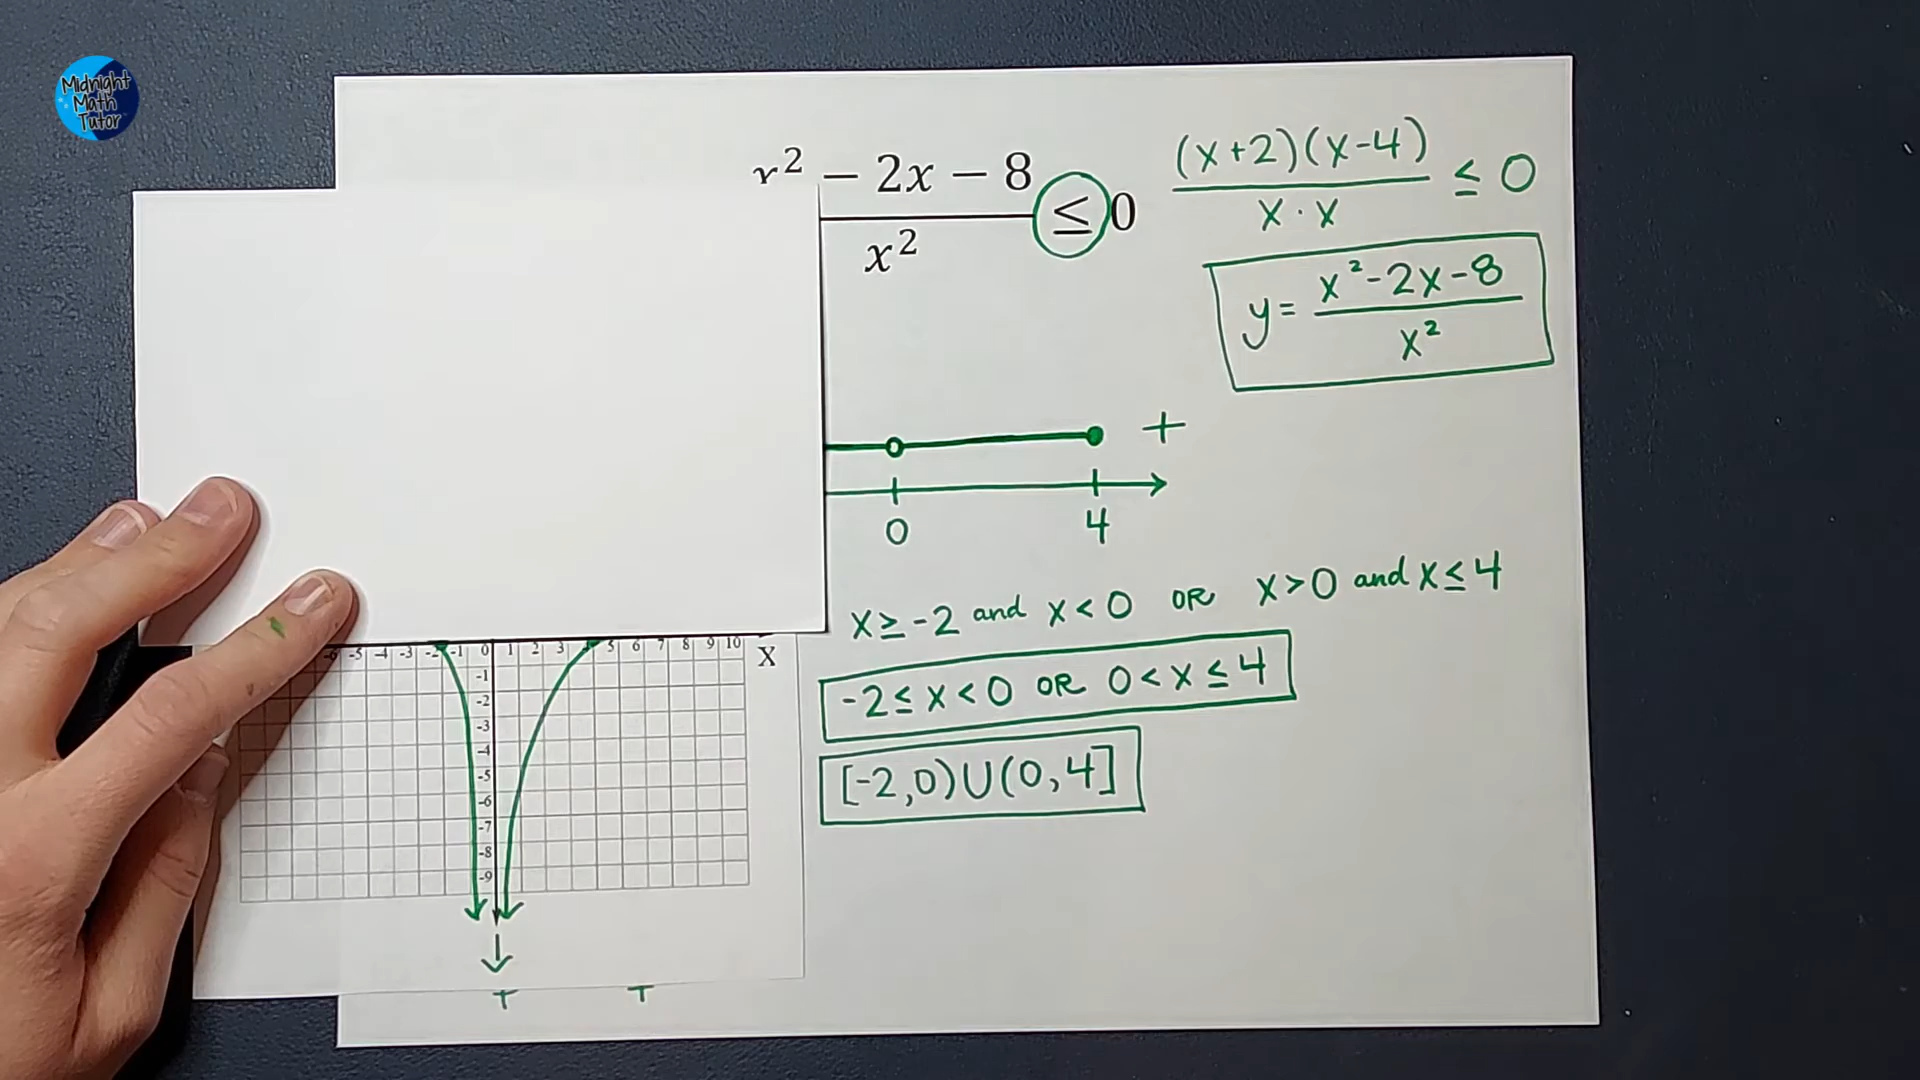 Midnight
Math
Tutor
x² − 2x − 8
x²
≤ 0
(x+2)(x-4)
x · x
≤ 0
y = x²-2x-8
x²
+
0 4
x ≥ -2 and x < 0 OR x > 0 and x ≤ 4
-2 ≤ x < 0 OR 0 < x ≤ 4
[-2,0)∪(0,4]
-6 -5 -4 -3 -2 -1 0 1 2 3 4 5 6 7 8 9 10 X
-1
-2
-3
-4
-5
-6
-7
-8
-9